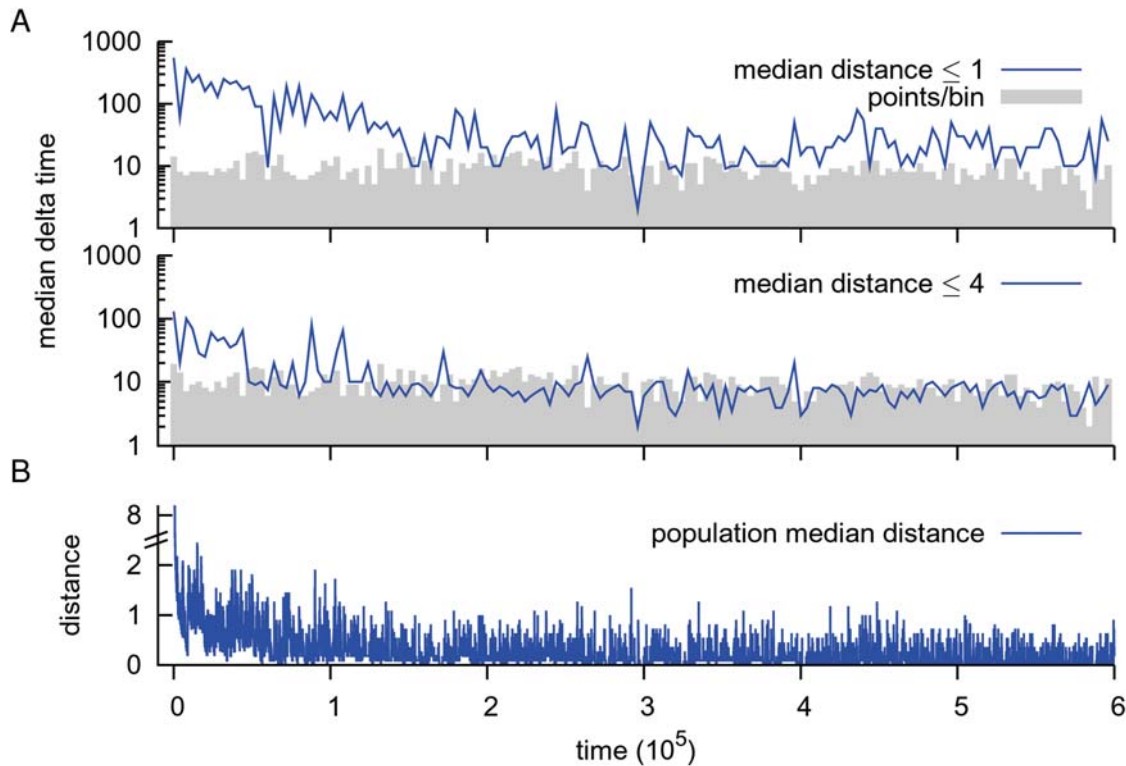 A
1000
100
10
1
median distance ≤ 1
points/bin
median delta time
1000
100
10
1
median distance ≤ 4
B
8
2
1
0
distance
population median distance
0 1 2 3 4 5 6
time (10⁵)